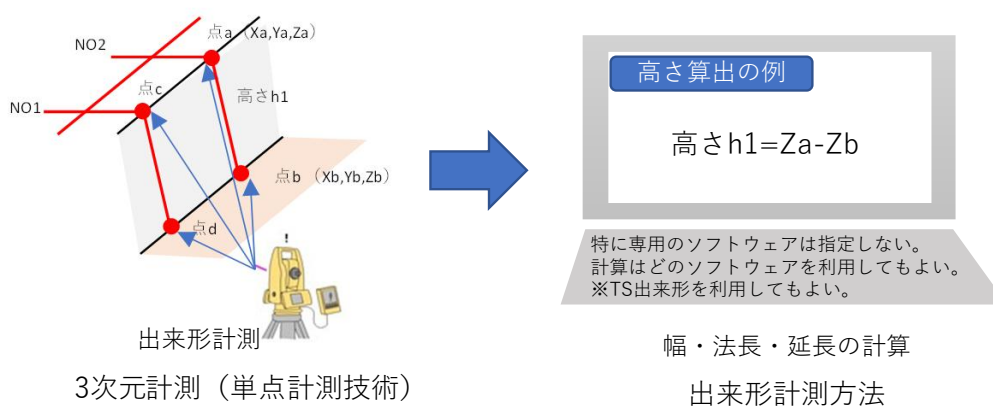 点a（Xa,Ya,Za）
NO2
点c
高さh1
NO1
点b （Xb,Yb,Zb）
点d
出来形計測
3次元計測（単点計測技術）
高さ算出の例
高さh1=Za-Zb
特に専用のソフトウェアは指定しない。
計算はどのソフトウェアを利用してもよい。
※TS出来形を利用してもよい。
幅・法長・延長の計算
出来形計測方法